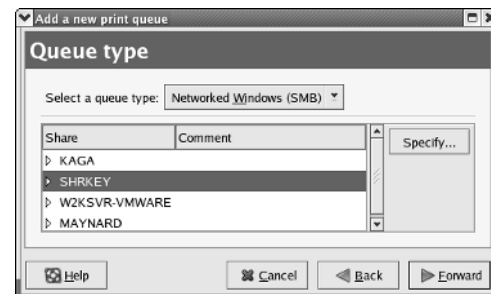 Add a new print queue
Queue type
Select a queue type: Networked Windows (SMB)
Share Comment
Specify...
KAGA
SHRKEY
W2KSVR-VMWARE
MAYNARD
Help Cancel Back Forward